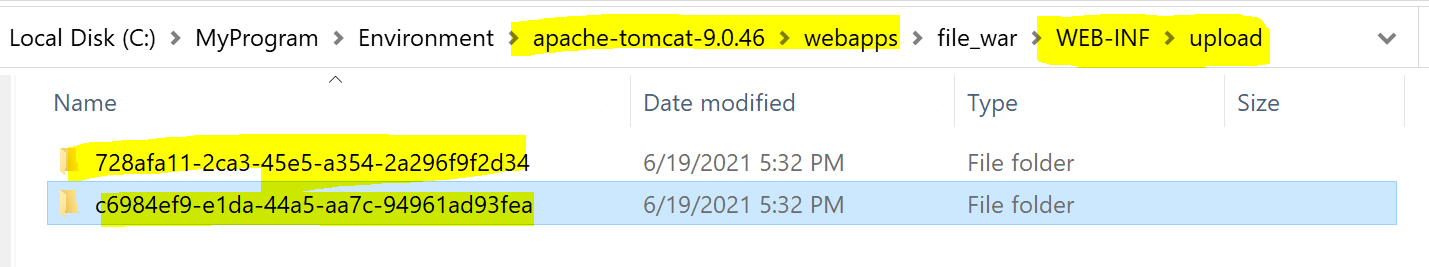 Local Disk (C:) > MyProgram > Environment > apache-tomcat-9.0.46 > webapps > file_war > WEB-INF > upload
Name Date modified Type Size
728afa11-2ca3-45e5-a354-2a296f9f2d34 6/19/2021 5:32 PM File folder
c6984ef9-e1da-44a5-aa7c-94961ad93fea 6/19/2021 5:32 PM File folder